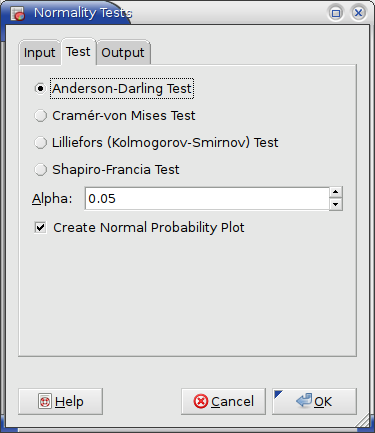 Normality Tests
Input Test Output
Anderson-Darling Test
Cramér-von Mises Test
Lilliefors (Kolmogorov-Smirnov) Test
Shapiro-Francia Test
Alpha: 0.05
Create Normal Probability Plot
Help Cancel OK